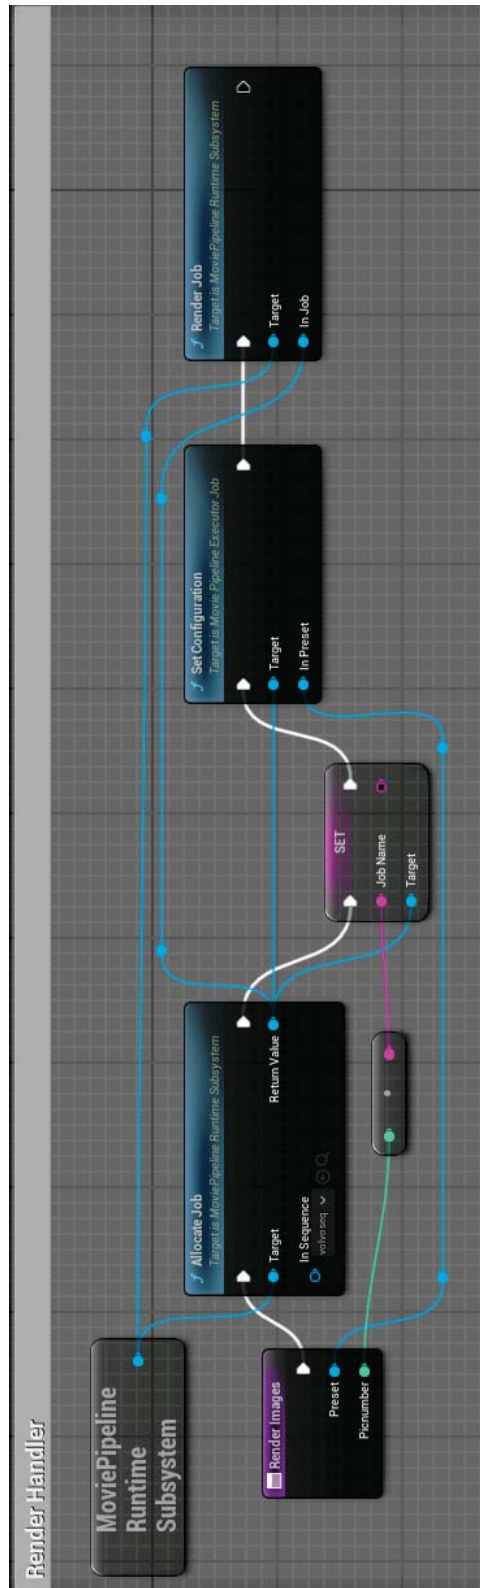 Render Handler
MoviePipeline
Runtime
Subsystem
Render Images
Preset
Picnumber
Allocate Job
Target is MoviePipeline Runtime Subsystem
Target
Return Value
In Sequence
volvoseq
SET
Job Name
Target
Set Configuration
Target is Movie Pipeline Executor Job
Target
In Preset
Render Job
Target is MoviePipeline Runtime Subsystem
Target
In Job